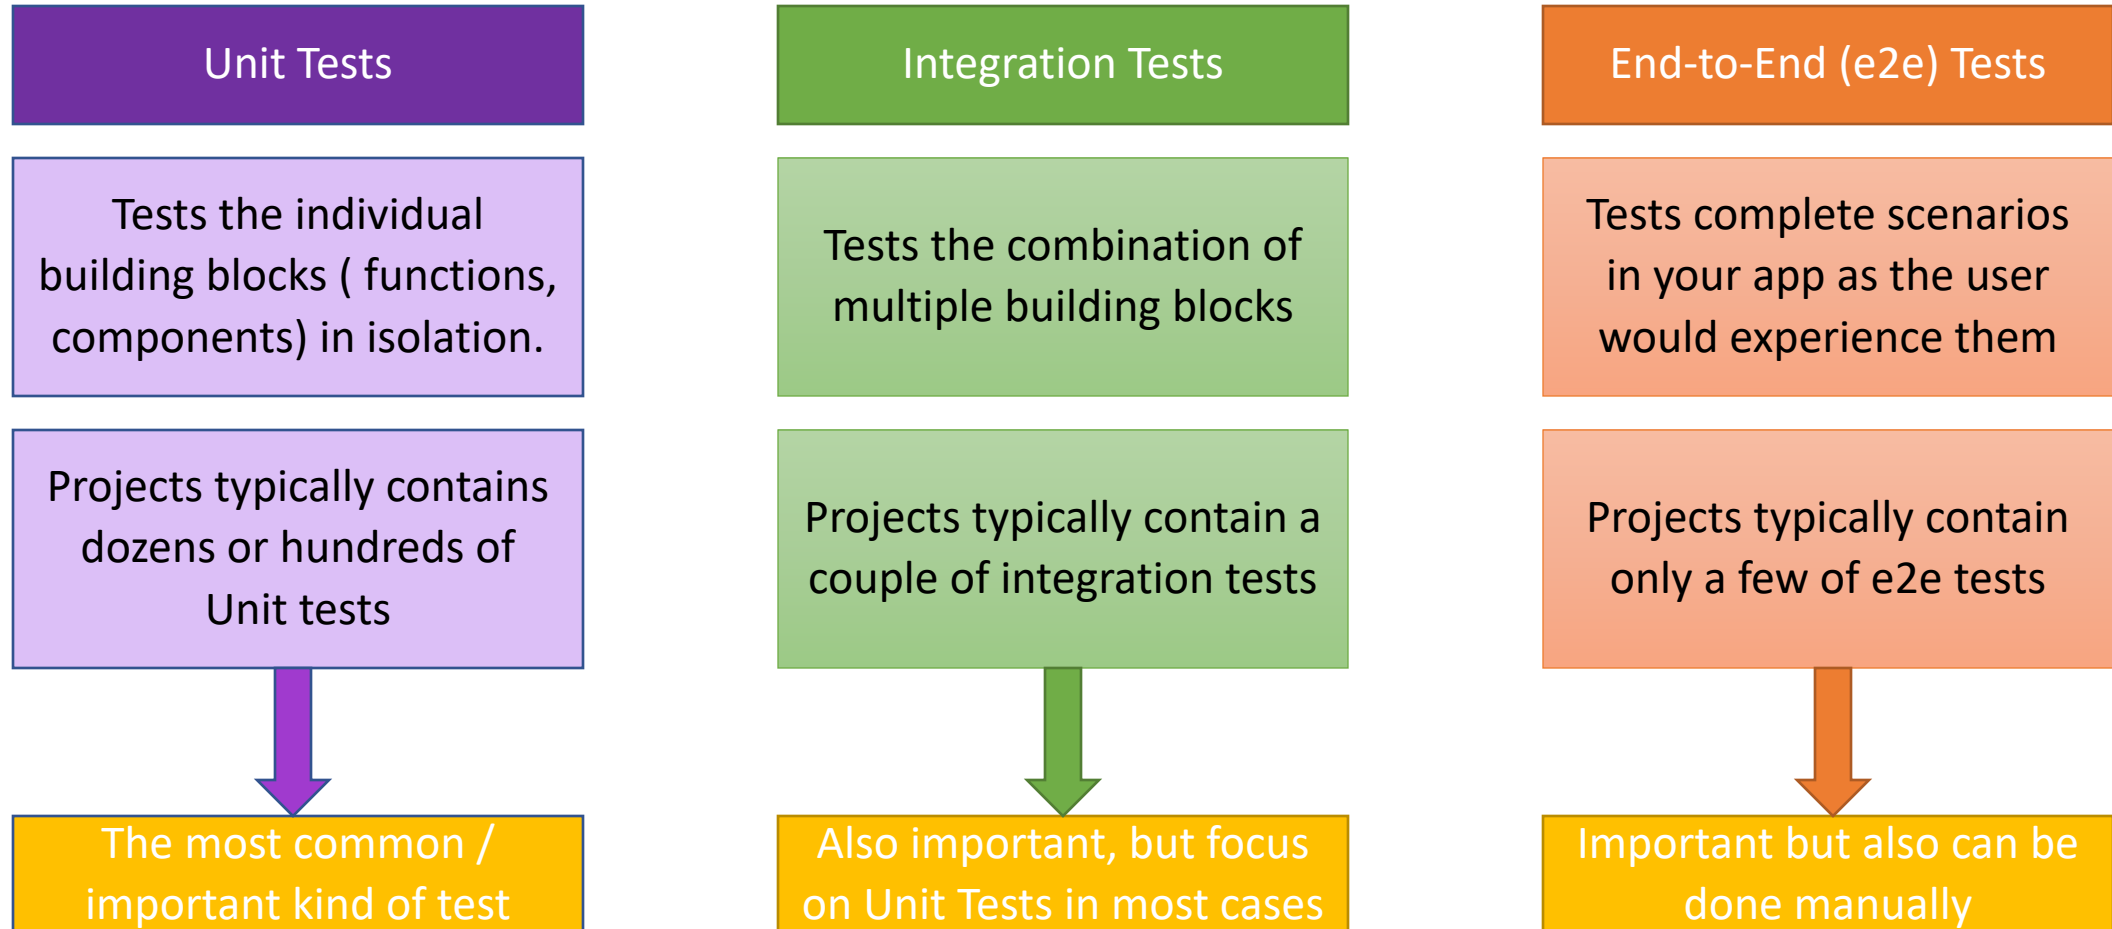 Unit Tests
Tests the individual
building blocks ( functions,
components) in isolation.
Projects typically contains
dozens or hundreds of
Unit tests
The most common /
important kind of test
Integration Tests
Tests the combination of
multiple building blocks
Projects typically contain a
couple of integration tests
Also important, but focus
on Unit Tests in most cases
End-to-End (e2e) Tests
Tests complete scenarios
in your app as the user
would experience them
Projects typically contain
only a few of e2e tests
Important but also can be
done manually